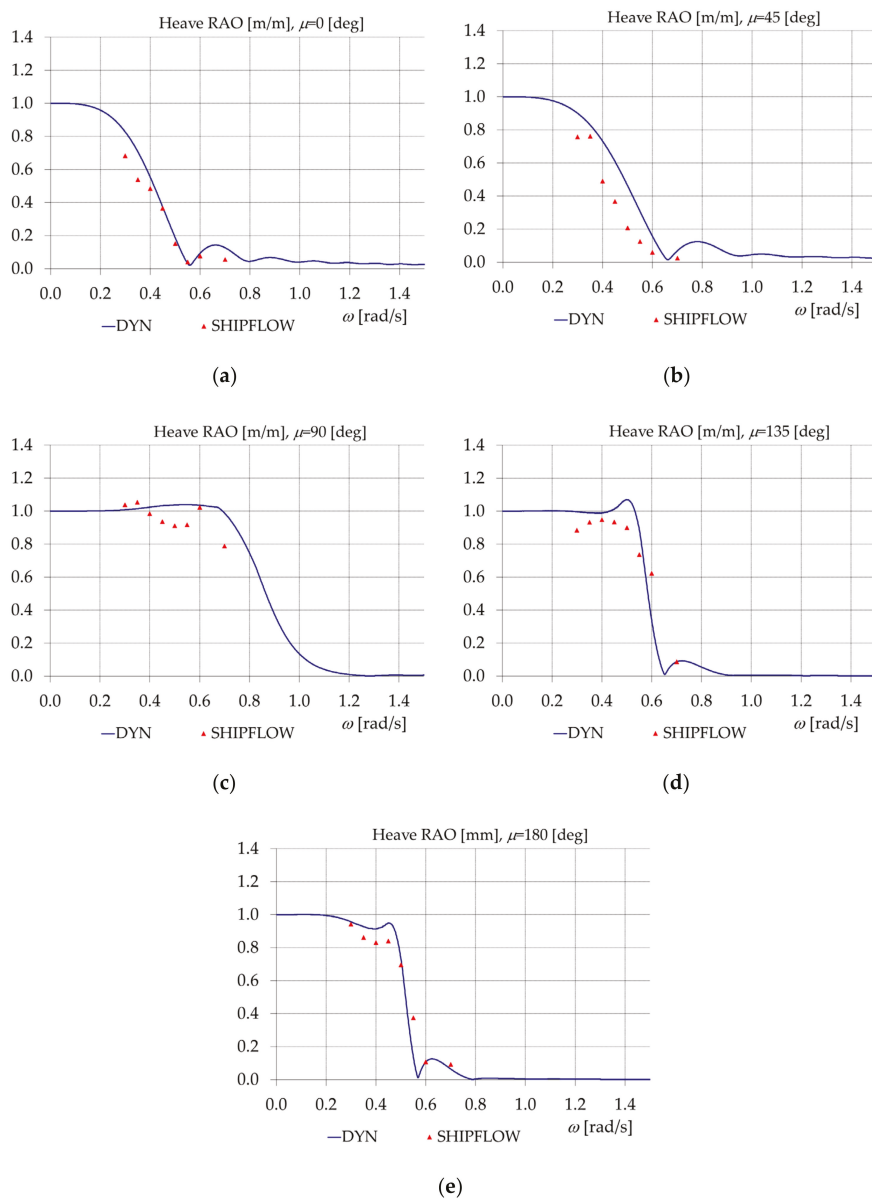 Heave RAO [m/m], μ=0 [deg]
1.4
1.2
1.0
0.8
0.6
0.4
0.2
0.0
0.0 0.2 0.4 0.6 0.8 1.0 1.2 1.4
ω [rad/s]
DYN SHIPFLOW
(a)
Heave RAO [m/m], μ=45 [deg]
1.4
1.2
1.0
0.8
0.6
0.4
0.2
0.0
0.0 0.2 0.4 0.6 0.8 1.0 1.2 1.4
ω [rad/s]
DYN SHIPFLOW
(b)
Heave RAO [m/m], μ=90 [deg]
1.4
1.2
1.0
0.8
0.6
0.4
0.2
0.0
0.0 0.2 0.4 0.6 0.8 1.0 1.2 1.4
ω [rad/s]
DYN SHIPFLOW
(c)
Heave RAO [m/m], μ=135 [deg]
1.4
1.2
1.0
0.8
0.6
0.4
0.2
0.0
0.0 0.2 0.4 0.6 0.8 1.0 1.2 1.4
ω [rad/s]
DYN SHIPFLOW
(d)
Heave RAO [mm], μ=180 [deg]
1.4
1.2
1.0
0.8
0.6
0.4
0.2
0.0
0.0 0.2 0.4 0.6 0.8 1.0 1.2 1.4
ω [rad/s]
DYN SHIPFLOW
(e)